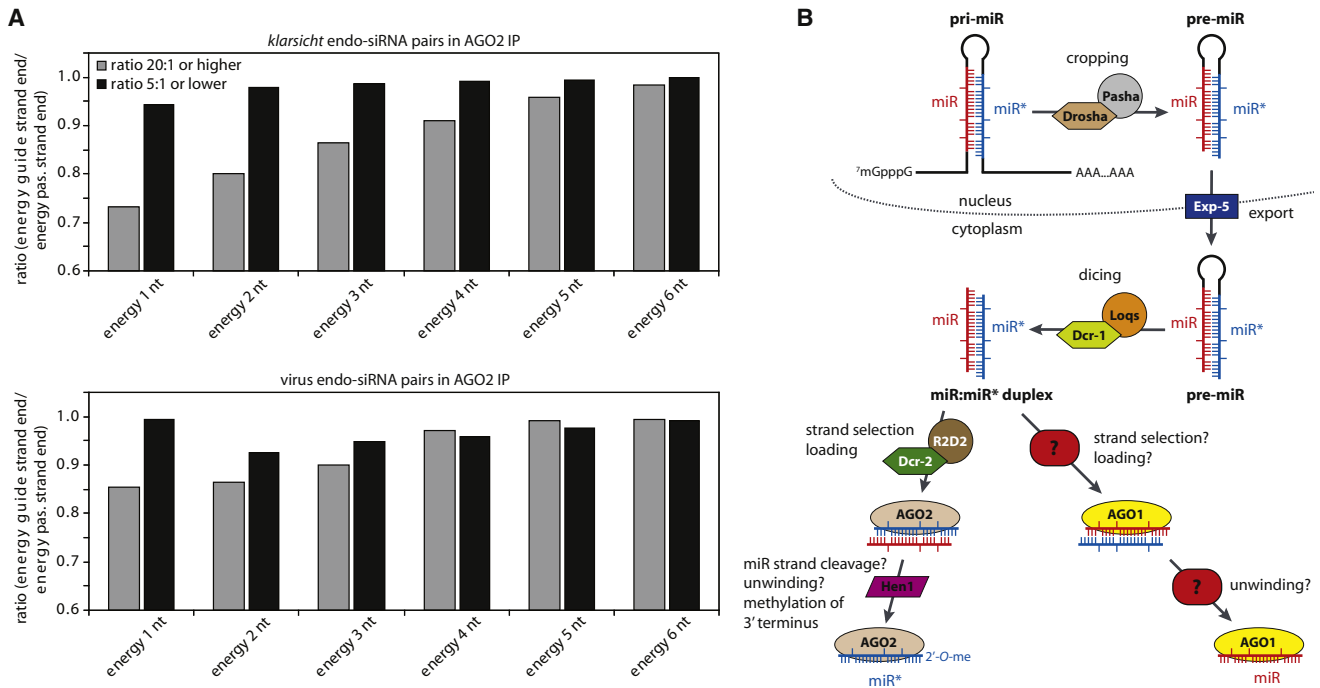 A
klarsicht endo-siRNA pairs in AGO2 IP
ratio (energy guide strand end/
energy pas. strand end)
1.0
0.9
0.8
0.7
0.6
ratio 20:1 or higher
ratio 5:1 or lower
energy 1 nt
energy 2 nt
energy 3 nt
energy 4 nt
energy 5 nt
energy 6 nt
virus endo-siRNA pairs in AGO2 IP
ratio (energy guide strand end/
energy pas. strand end)
1.0
0.9
0.8
0.7
0.6
energy 1 nt
energy 2 nt
energy 3 nt
energy 4 nt
energy 5 nt
energy 6 nt
B
pri-miR
pre-miR
cropping
miR
miR*
Pasha
Drosha
miR
miR*
⁷mGpppG
AAA...AAA
nucleus
cytoplasm
Exp-5
export
dicing
miR
miR*
Loqs
Dcr-1
miR
miR*
miR:miR* duplex
pre-miR
strand selection
loading
R2D2
Dcr-2
?
strand selection?
loading?
AGO2
AGO1
miR strand cleavage?
unwinding?
methylation of
3′ terminus
Hen1
?
unwinding?
AGO2
2′-O-me
miR*
AGO1
miR